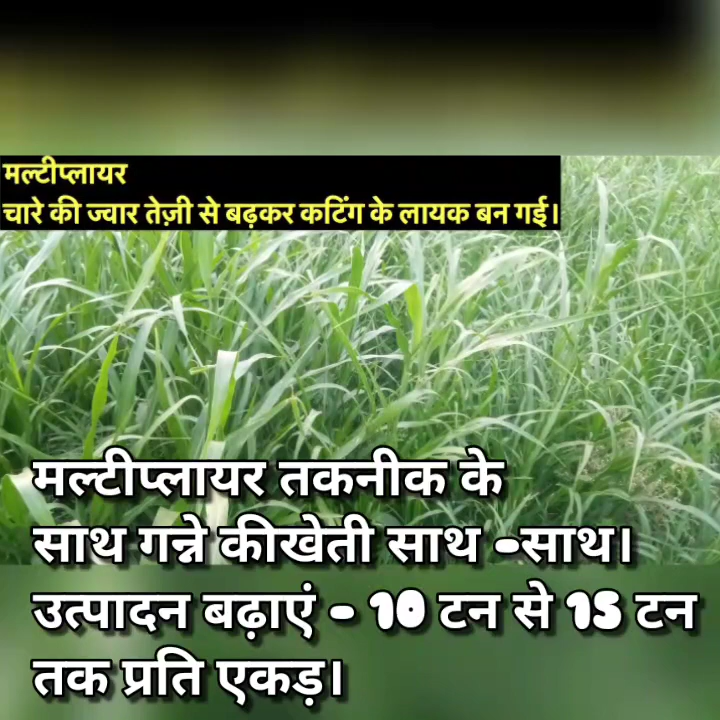 मल्टीप्लायर
चारे की ज्वार तेज़ी से बढ़कर कटिंग के लायक बन गई।
मल्टीप्लायर तकनीक के
साथ गन्ने कीखेती साथ -साथ।
उत्पादन बढ़ाएं - 10 टन से 15 टन
तक प्रति एकड़।